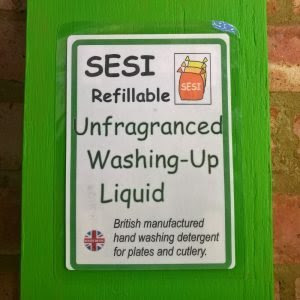 SESI
Refillable
SESI
Unfragranced
Washing-Up
Liquid
British manufactured
hand washing detergent
for plates and cutlery.